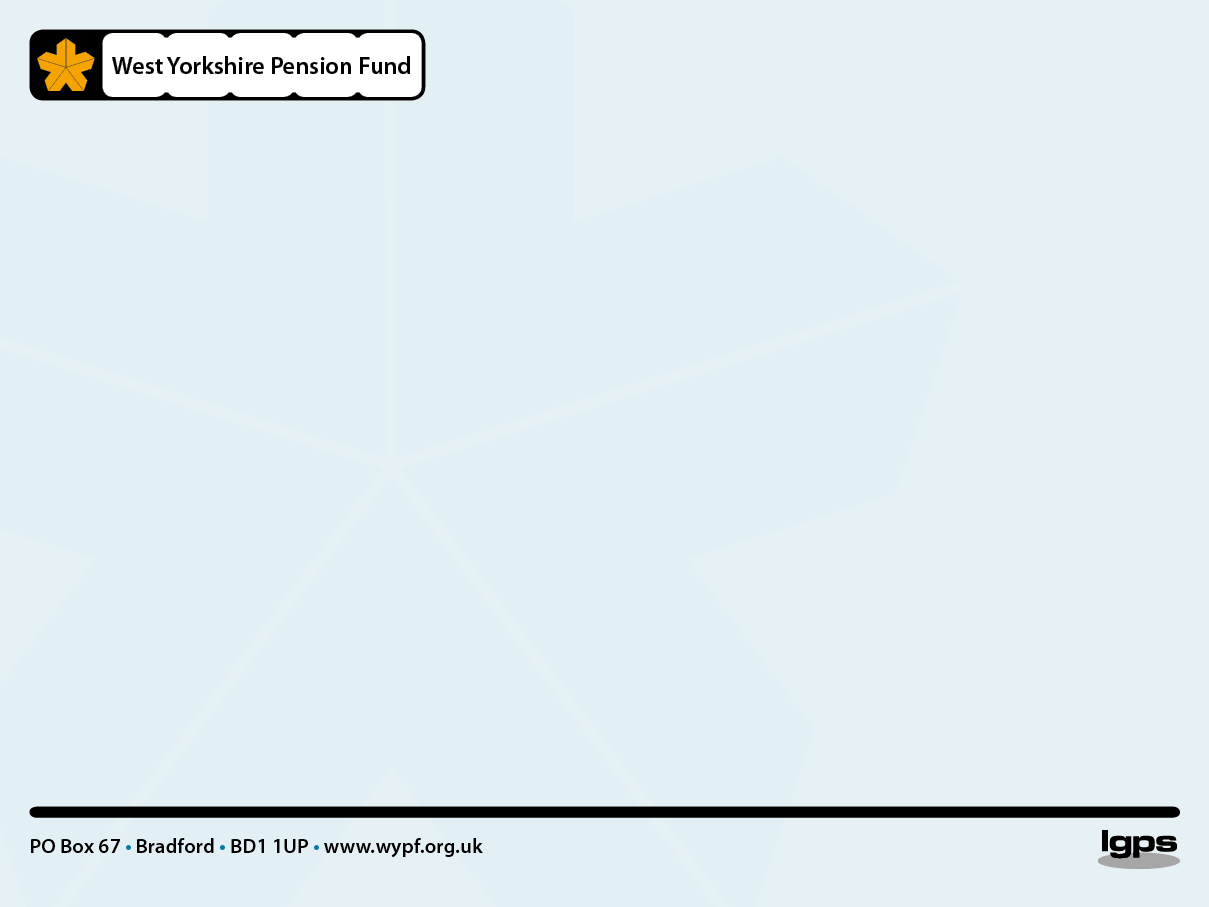 West Yorkshire Pension Fund
PO Box 67 • Bradford • BD1 1UP • www.wypf.org.uk
lgps